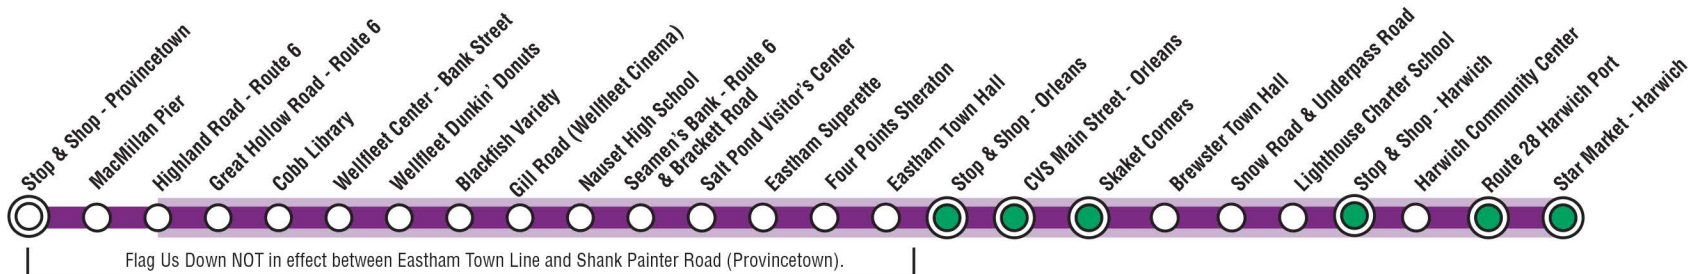 Stop & Shop - Provincetown
MacMillan Pier
Highland Road - Route 6
Great Hollow Road - Route 6
Cobb Library
Wellfleet Center - Bank Street
Wellfleet Dunkin' Donuts
Blackfish Variety
Gill Road (Wellfleet Cinema)
Nauset High School
Seamen's Bank - Route 6
& Brackett Road
Salt Pond Visitor's Center
Eastham Superette
Four Points Sheraton
Eastham Town Hall
Stop & Shop - Orleans
CVS Main Street - Orleans
Skaket Corners
Brewster Town Hall
Snow Road & Underpass Road
Lighthouse Charter School
Stop & Shop - Harwich
Harwich Community Center
Route 28 Harwich Port
Star Market - Harwich
Flag Us Down NOT in effect between Eastham Town Line and Shank Painter Road (Provincetown).